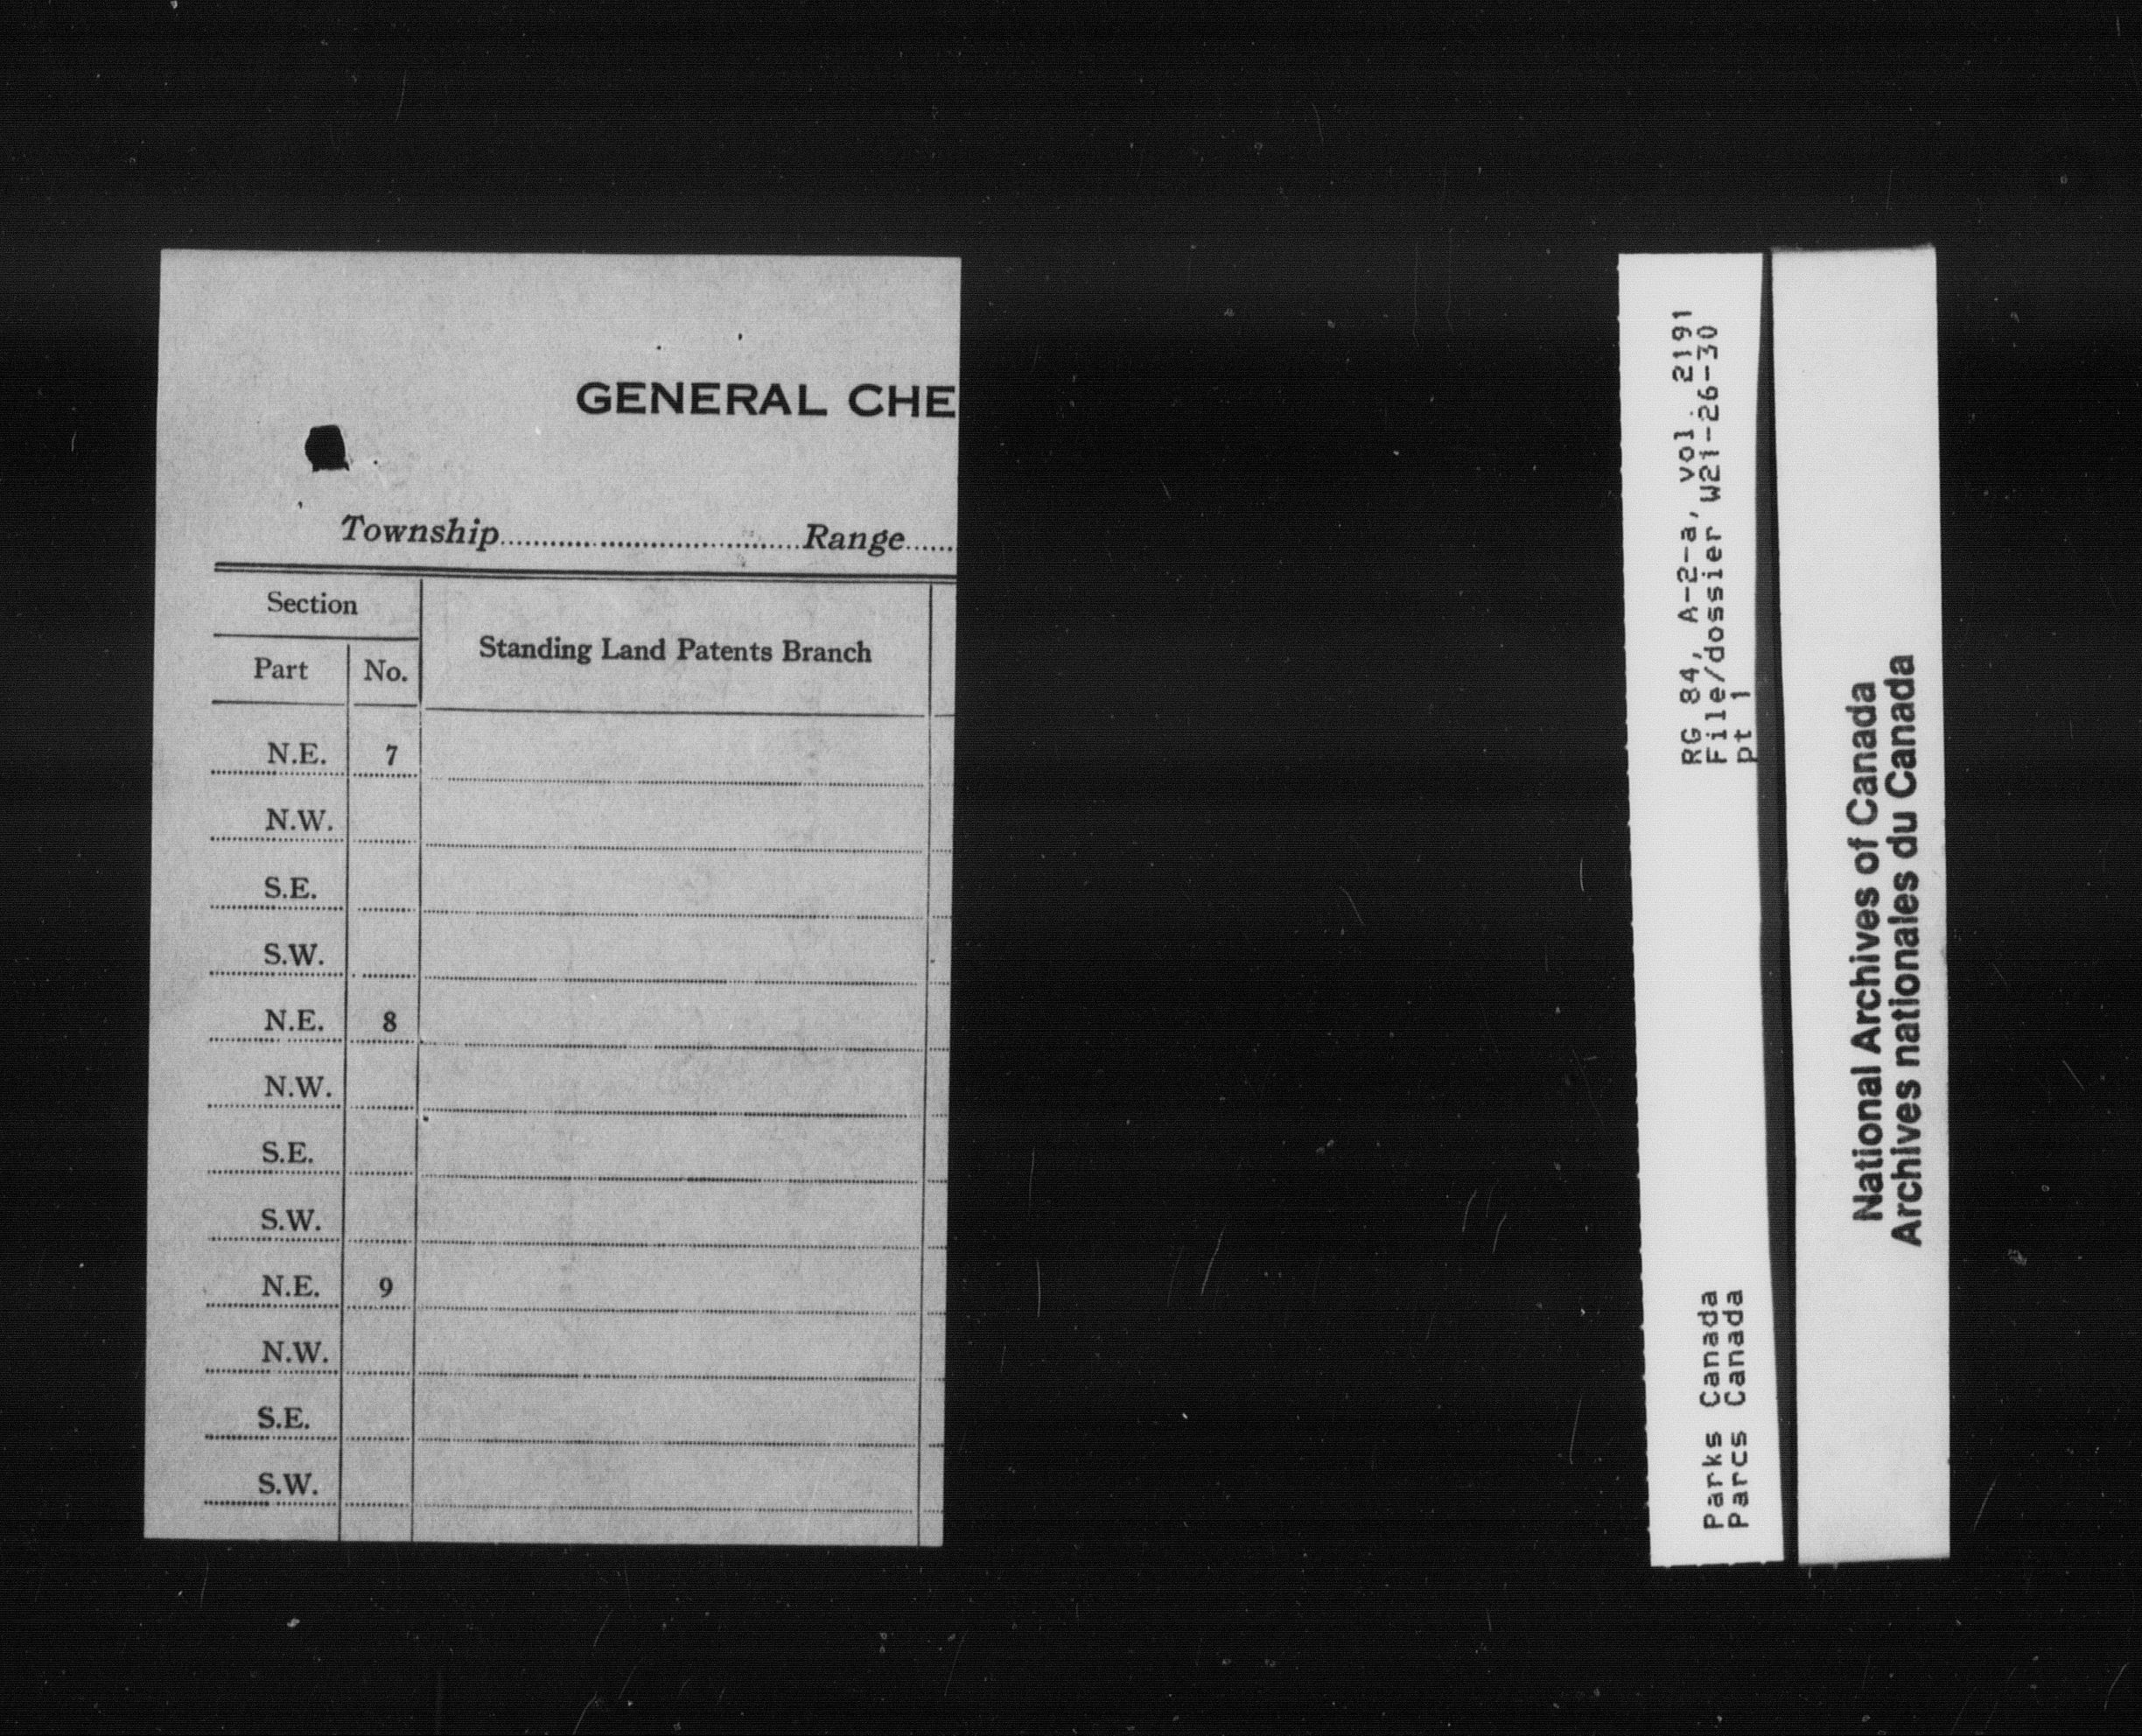 GENERAL CHE
Township.......................................Range......
Section
Standing Land Patents Branch
Part No.
N.E. 7
N.W.
S.E.
S.W.
N.E. 8
N.W.
S.E.
S.W.
N.E. 9
N.W.
S.E.
S.W.
RG 84, A-2-a, vol. 2191
File/dossier W21-26-30
pt 1
Parks Canada
Parcs Canada
National Archives of Canada
Archives nationales du Canada